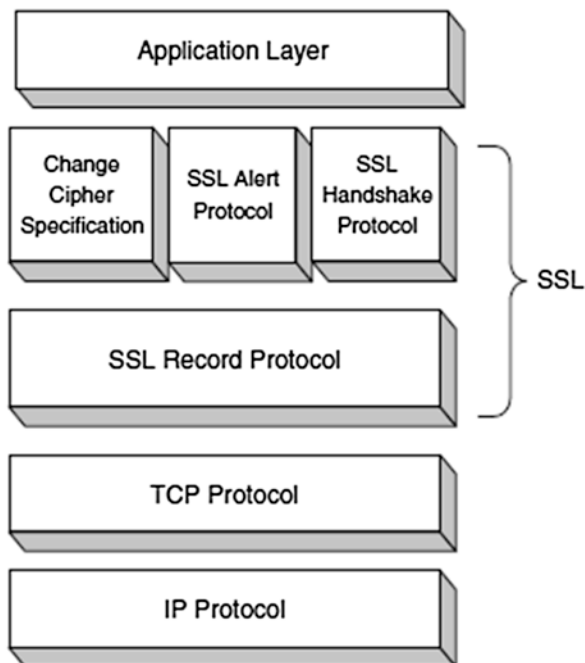 Application Layer
Change
Cipher
Specification
SSL Alert
Protocol
SSL
Handshake
Protocol
SSL
SSL Record Protocol
TCP Protocol
IP Protocol